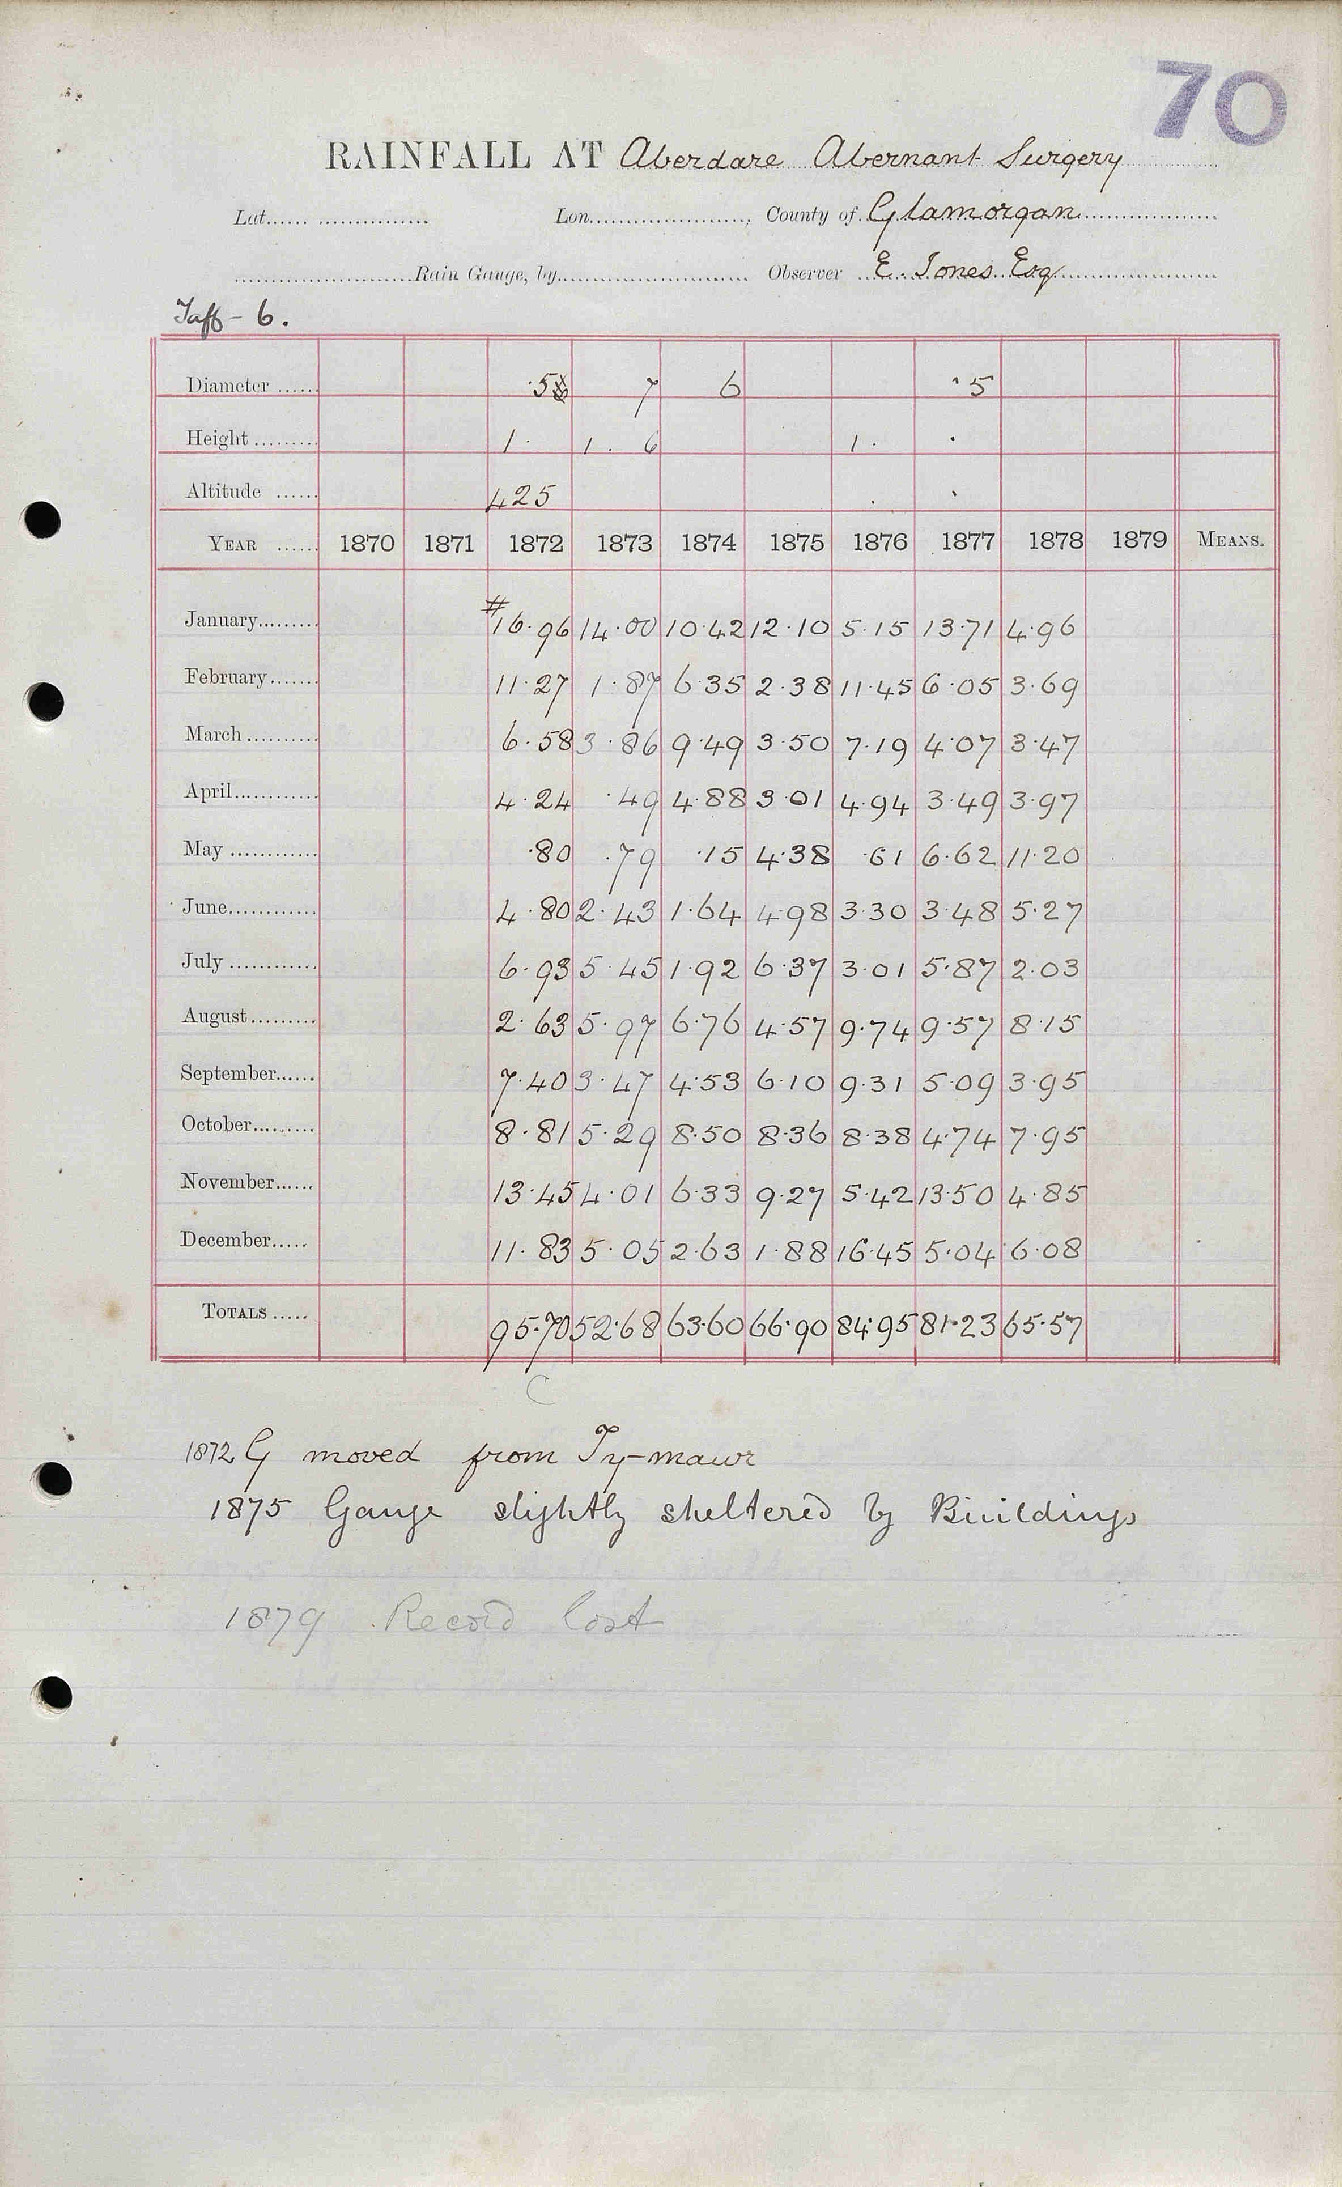 70
RAINFALL AT Aberdare Abernant Surgery
Lat. Lon. , County of Glamorgan
Rain Gauge, by Observer E. Jones Esq
Taff - 6.
Diameter ...... ·5 7 6 ·5
Height ......... 1 · 1 . 6 1 . ·
Altitude ...... 425 . ·
YEAR ...... 1870 1871 1872 1873 1874 1875 1876 1877 1878 1879 MEANS.
January......... #16·96 14·00 10·42 12·10 5·15 13·71 4·96
February....... 11·27 1·87 6·35 2·38 11·45 6·05 3·69
March .......... 6·58 3·86 9·49 3·50 7·19 4·07 3·47
April............ 4·24 ·49 4·88 3·01 4·94 3·49 3·97
May ............ ·80 ·79 ·15 4·38 ·61 6·62 11·20
June............ 4·80 2·43 1·64 4·98 3·30 3·48 5·27
July ............ 6·93 5·45 1·92 6·37 3·01 5·87 2·03
August......... 2·63 5·97 6·76 4·57 9·74 9·57 8·15
September...... 7·40 3·47 4·53 6·10 9·31 5·09 3·95
October......... 8·81 5·29 8·50 8·36 8·38 4·74 7·95
November...... 13·45 4·01 6·33 9·27 5·42 13·50 4·85
December..... 11·83 5·05 2·63 1·88 16·45 5·04 6·08
TOTALS ..... 95·70 52·68 63·60 66·90 84·95 81·23 65·57
C
1872 G moved from Ty-mawr
1875 Gauge slightly sheltered by Buildings
1879 Record lost